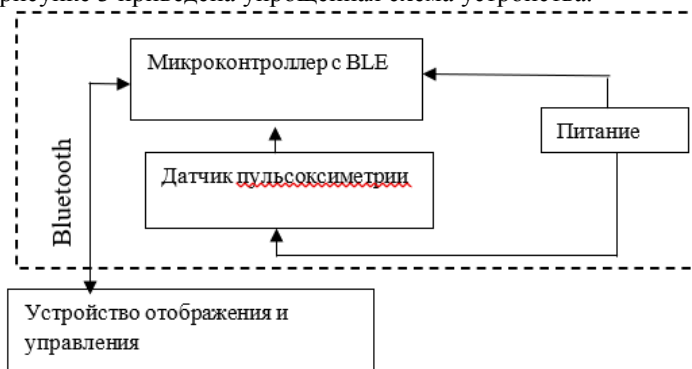 рисунке 3 приведена упрощенная схема устройства.
Микроконтроллер с BLE
Питание
Датчик пульсоксиметрии
Bluetooth
Устройство отображения и
управления